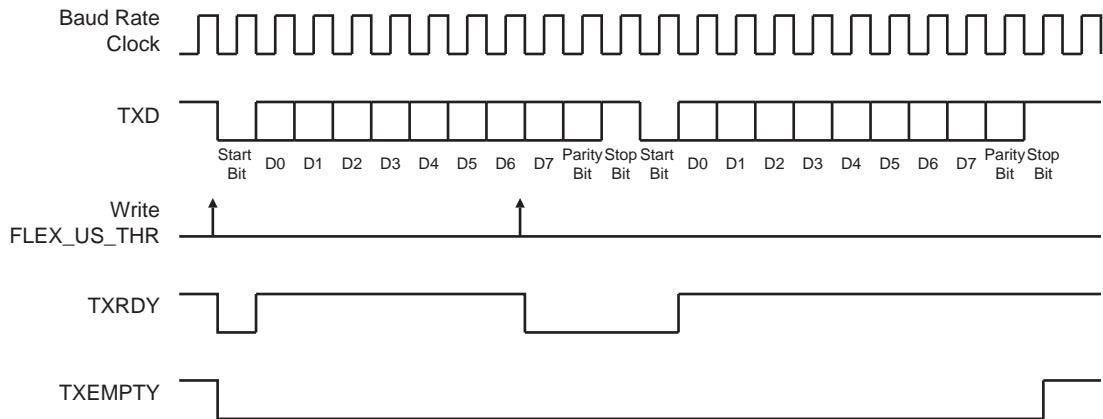 Baud Rate
Clock
TXD
Start
Bit
D0
D1
D2
D3
D4
D5
D6
D7
Parity
Bit
Stop
Bit
Start
Bit
D0
D1
D2
D3
D4
D5
D6
D7
Parity
Bit
Stop
Bit
Write
FLEX_US_THR
TXRDY
TXEMPTY